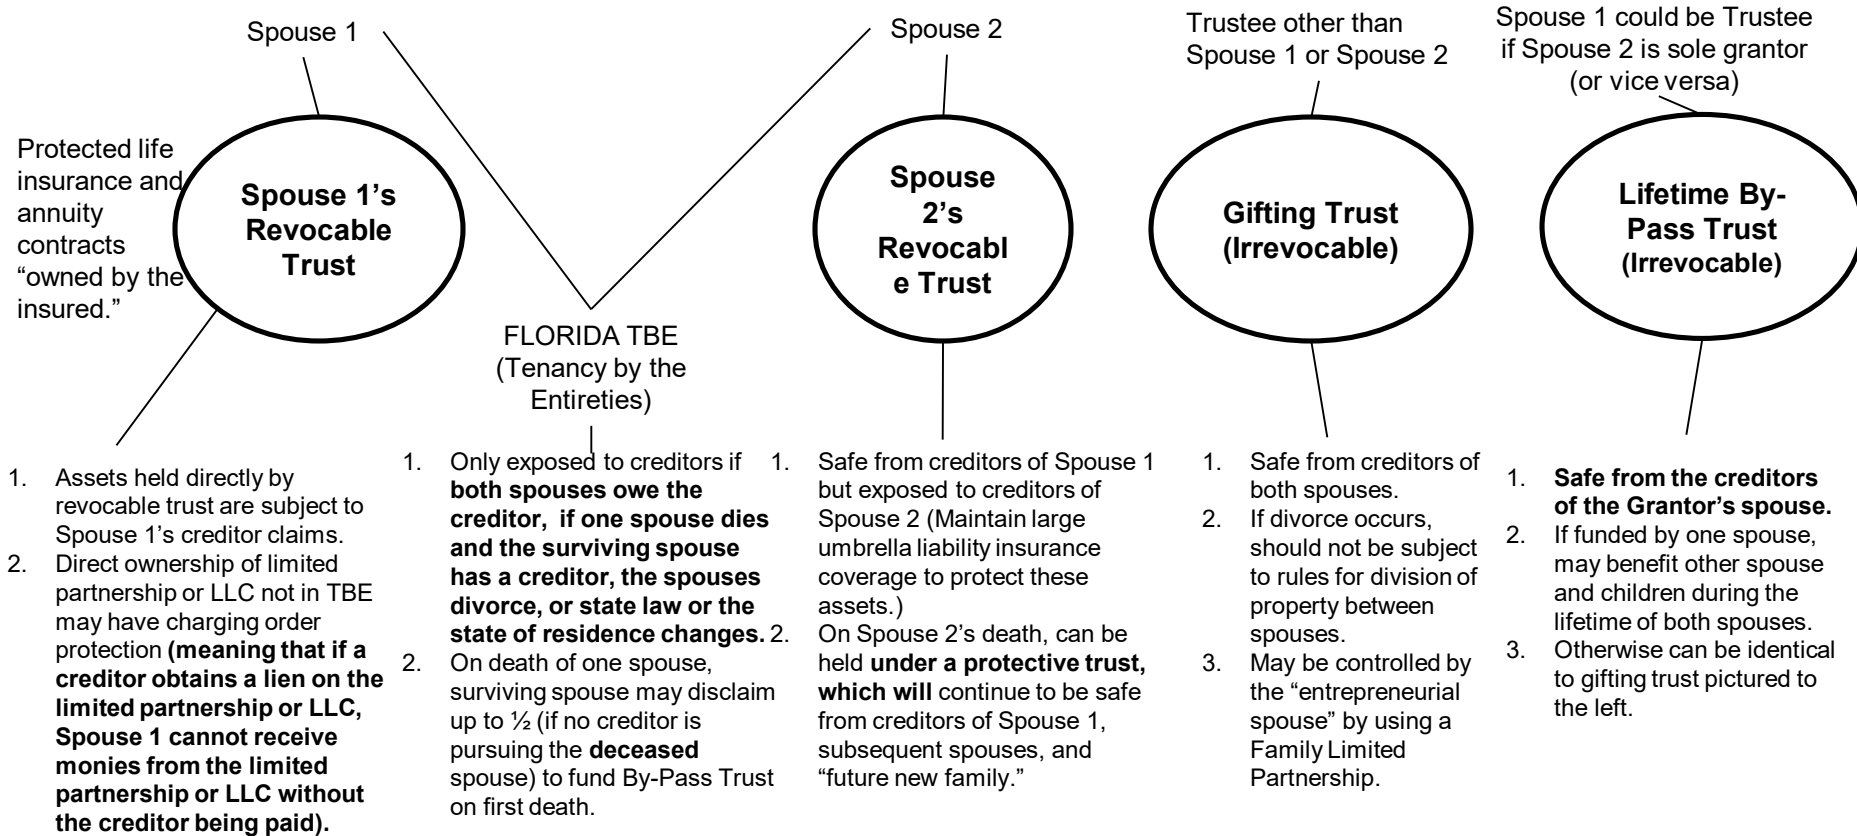 Spouse 1
Spouse 2
Trustee other than
Spouse 1 or Spouse 2
Spouse 1 could be Trustee
if Spouse 2 is sole grantor
(or vice versa)
Protected life
insurance and
annuity
contracts
“owned by the
insured.”
Spouse 1’s
Revocable
Trust
FLORIDA TBE
(Tenancy by the
Entireties)
Spouse
2’s
Revocabl
e Trust
Gifting Trust
(Irrevocable)
Lifetime By-
Pass Trust
(Irrevocable)
1. Assets held directly by
revocable trust are subject to
Spouse 1’s creditor claims.
2. Direct ownership of limited
partnership or LLC not in TBE
may have charging order
protection (meaning that if a
creditor obtains a lien on the
limited partnership or LLC,
Spouse 1 cannot receive
monies from the limited
partnership or LLC without
the creditor being paid).
1. Only exposed to creditors if
both spouses owe the
creditor, if one spouse dies
and the surviving spouse
has a creditor, the spouses
divorce, or state law or the
state of residence changes.
2. On death of one spouse,
surviving spouse may disclaim
up to ½ (if no creditor is
pursuing the deceased
spouse) to fund By-Pass Trust
on first death.
1. Safe from creditors of Spouse 1
but exposed to creditors of
Spouse 2 (Maintain large
umbrella liability insurance
coverage to protect these
assets.)
2. On Spouse 2’s death, can be
held under a protective trust,
which will continue to be safe
from creditors of Spouse 1,
subsequent spouses, and
“future new family.”
1. Safe from creditors of
both spouses.
2. If divorce occurs,
should not be subject
to rules for division of
property between
spouses.
3. May be controlled by
the “entrepreneurial
spouse” by using a
Family Limited
Partnership.
1. Safe from the creditors
of the Grantor’s spouse.
2. If funded by one spouse,
may benefit other spouse
and children during the
lifetime of both spouses.
3. Otherwise can be identical
to gifting trust pictured to
the left.